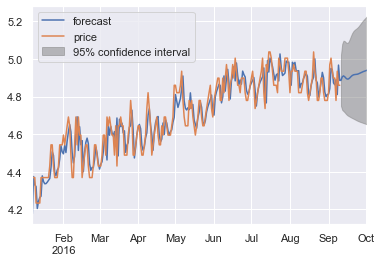 forecast
price
95% confidence interval
5.2
5.0
4.8
4.6
4.4
4.2
Feb
2016
Mar
Apr
May
Jun
Jul
Aug
Sep
Oct